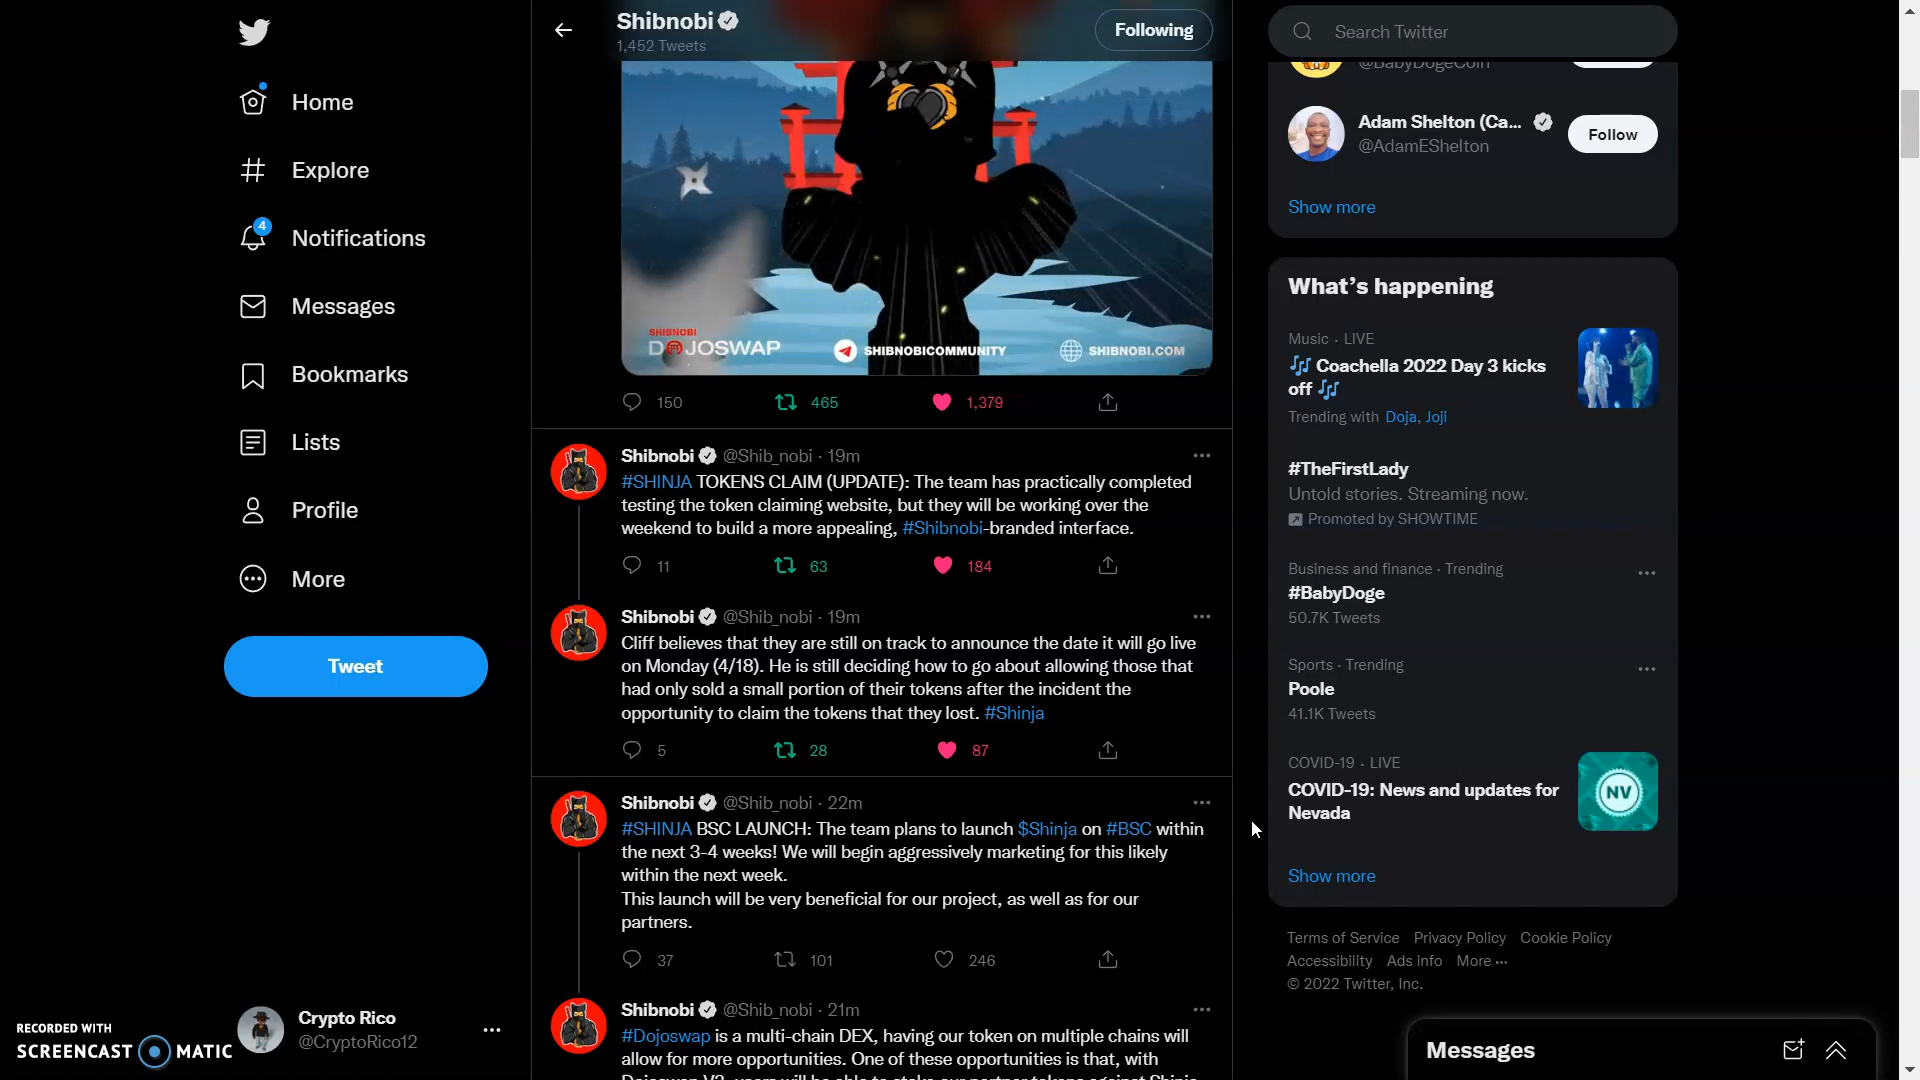 Home
Explore
4
Notifications
Messages
Bookmarks
Lists
Profile
More
Tweet
Crypto Rico
@CryptoRico12
RECORDED WITH
SCREENCAST MATIC
Shibnobi
1,452 Tweets
Following
SHIBNOBI
DOJOSWAP
SHIBNOBICOMMUNITY
SHIBNOBI.COM
150 465 1,379
Shibnobi @Shib_nobi · 19m
#SHINJA TOKENS CLAIM (UPDATE): The team has practically completed
testing the token claiming website, but they will be working over the
weekend to build a more appealing, #Shibnobi-branded interface.
11 63 184
Shibnobi @Shib_nobi · 19m
Cliff believes that they are still on track to announce the date it will go live
on Monday (4/18). He is still deciding how to go about allowing those that
had only sold a small portion of their tokens after the incident the
opportunity to claim the tokens that they lost. #Shinja
5 28 87
Shibnobi @Shib_nobi · 22m
#SHINJA BSC LAUNCH: The team plans to launch $Shinja on #BSC within
the next 3-4 weeks! We will begin aggressively marketing for this likely
within the next week.
This launch will be very beneficial for our project, as well as for our
partners.
37 101 246
Shibnobi @Shib_nobi · 21m
#Dojoswap is a multi-chain DEX, having our token on multiple chains will
allow for more opportunities. One of these opportunities is that, with
Search Twitter
@BabyDogeCoin
Adam Shelton (Ca...
@AdamEShelton
Follow
Show more
What's happening
Music · LIVE
Coachella 2022 Day 3 kicks
off
Trending with Doja, Joji
#TheFirstLady
Untold stories. Streaming now.
Promoted by SHOWTIME
Business and finance · Trending
#BabyDoge
50.7K Tweets
Sports · Trending
Poole
41.1K Tweets
COVID-19 · LIVE
COVID-19: News and updates for
Nevada
NV
Show more
Terms of Service Privacy Policy Cookie Policy
Accessibility Ads info More ···
© 2022 Twitter, Inc.
Messages